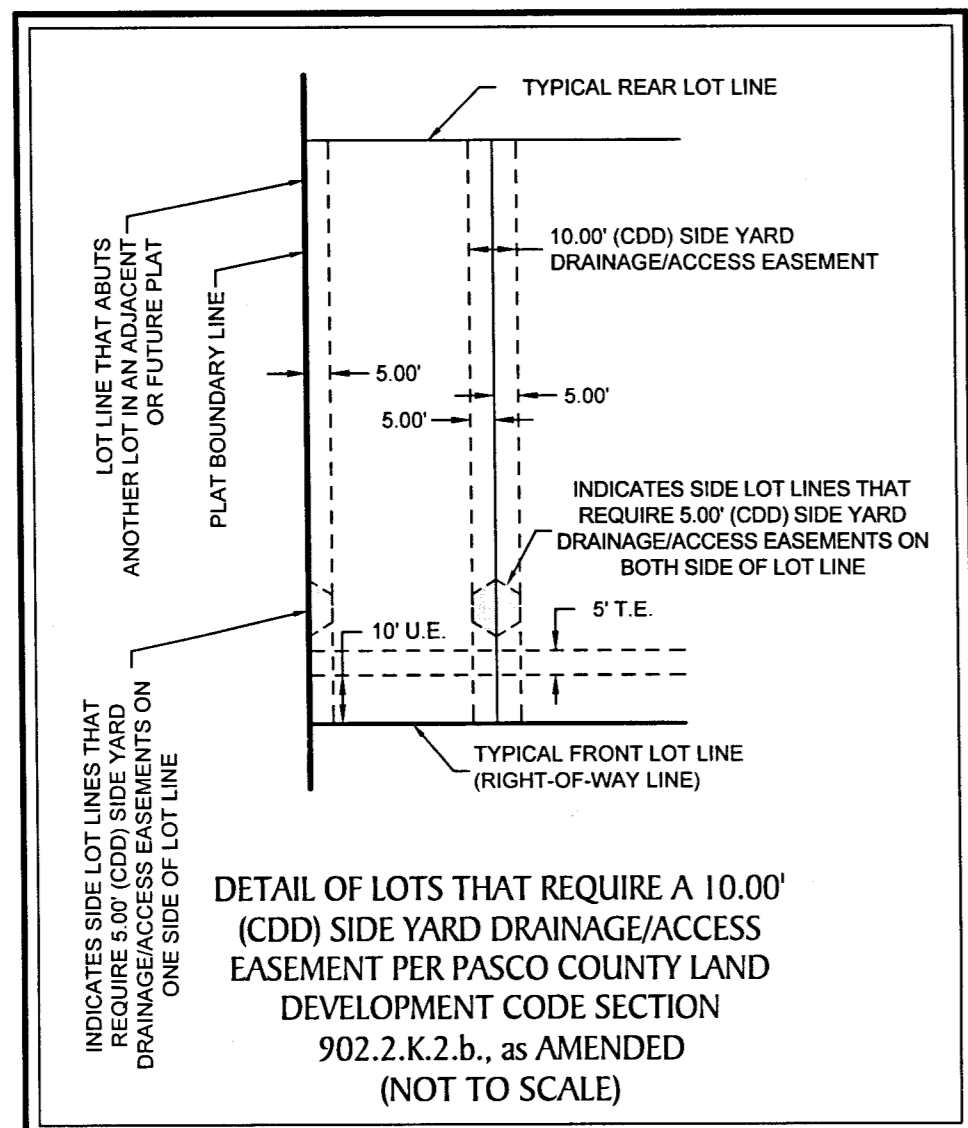 TYPICAL REAR LOT LINE
LOT LINE THAT ABUTS
ANOTHER LOT IN AN ADJACENT
OR FUTURE PLAT
PLAT BOUNDARY LINE
10.00' (CDD) SIDE YARD
DRAINAGE/ACCESS EASEMENT
5.00'
5.00'
5.00'
INDICATES SIDE LOT LINES THAT
REQUIRE 5.00' (CDD) SIDE YARD
DRAINAGE/ACCESS EASEMENTS ON
BOTH SIDE OF LOT LINE
10' U.E.
5' T.E.
TYPICAL FRONT LOT LINE
(RIGHT-OF-WAY LINE)
INDICATES SIDE LOT LINES THAT
REQUIRE 5.00' (CDD) SIDE YARD
DRAINAGE/ACCESS EASEMENTS ON
ONE SIDE OF LOT LINE
DETAIL OF LOTS THAT REQUIRE A 10.00'
(CDD) SIDE YARD DRAINAGE/ACCESS
EASEMENT PER PASCO COUNTY LAND
DEVELOPMENT CODE SECTION
902.2.K.2.b., as AMENDED
(NOT TO SCALE)